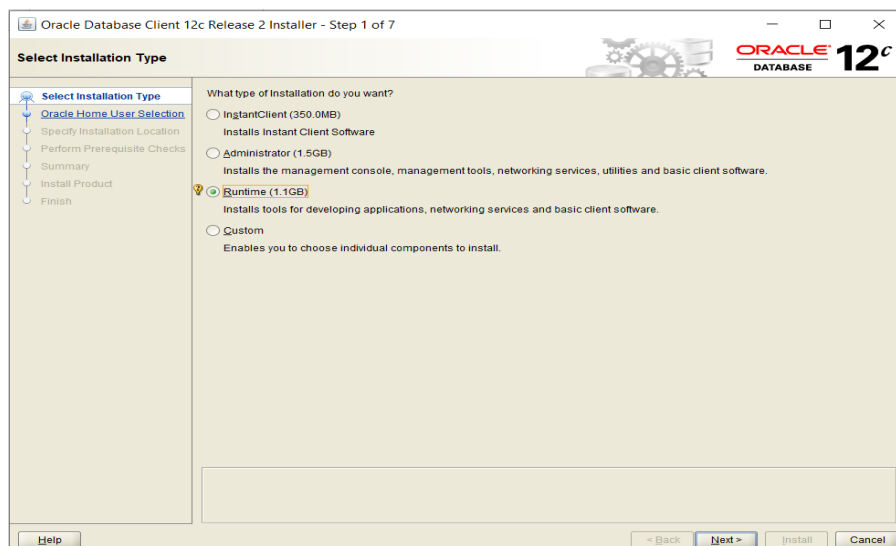 Oracle Database Client 12c Release 2 Installer - Step 1 of 7
Select Installation Type
ORACLE
DATABASE
12c
Select Installation Type
Oracle Home User Selection
Specify Installation Location
Perform Prerequisite Checks
Summary
Install Product
Finish
What type of Installation do you want?
InstantClient (350.0MB)
Installs Instant Client Software
Administrator (1.5GB)
Installs the management console, management tools, networking services, utilities and basic client software.
Runtime (1.1GB)
Installs tools for developing applications, networking services and basic client software.
Custom
Enables you to choose individual components to install.
Help
< Back
Next >
Install
Cancel